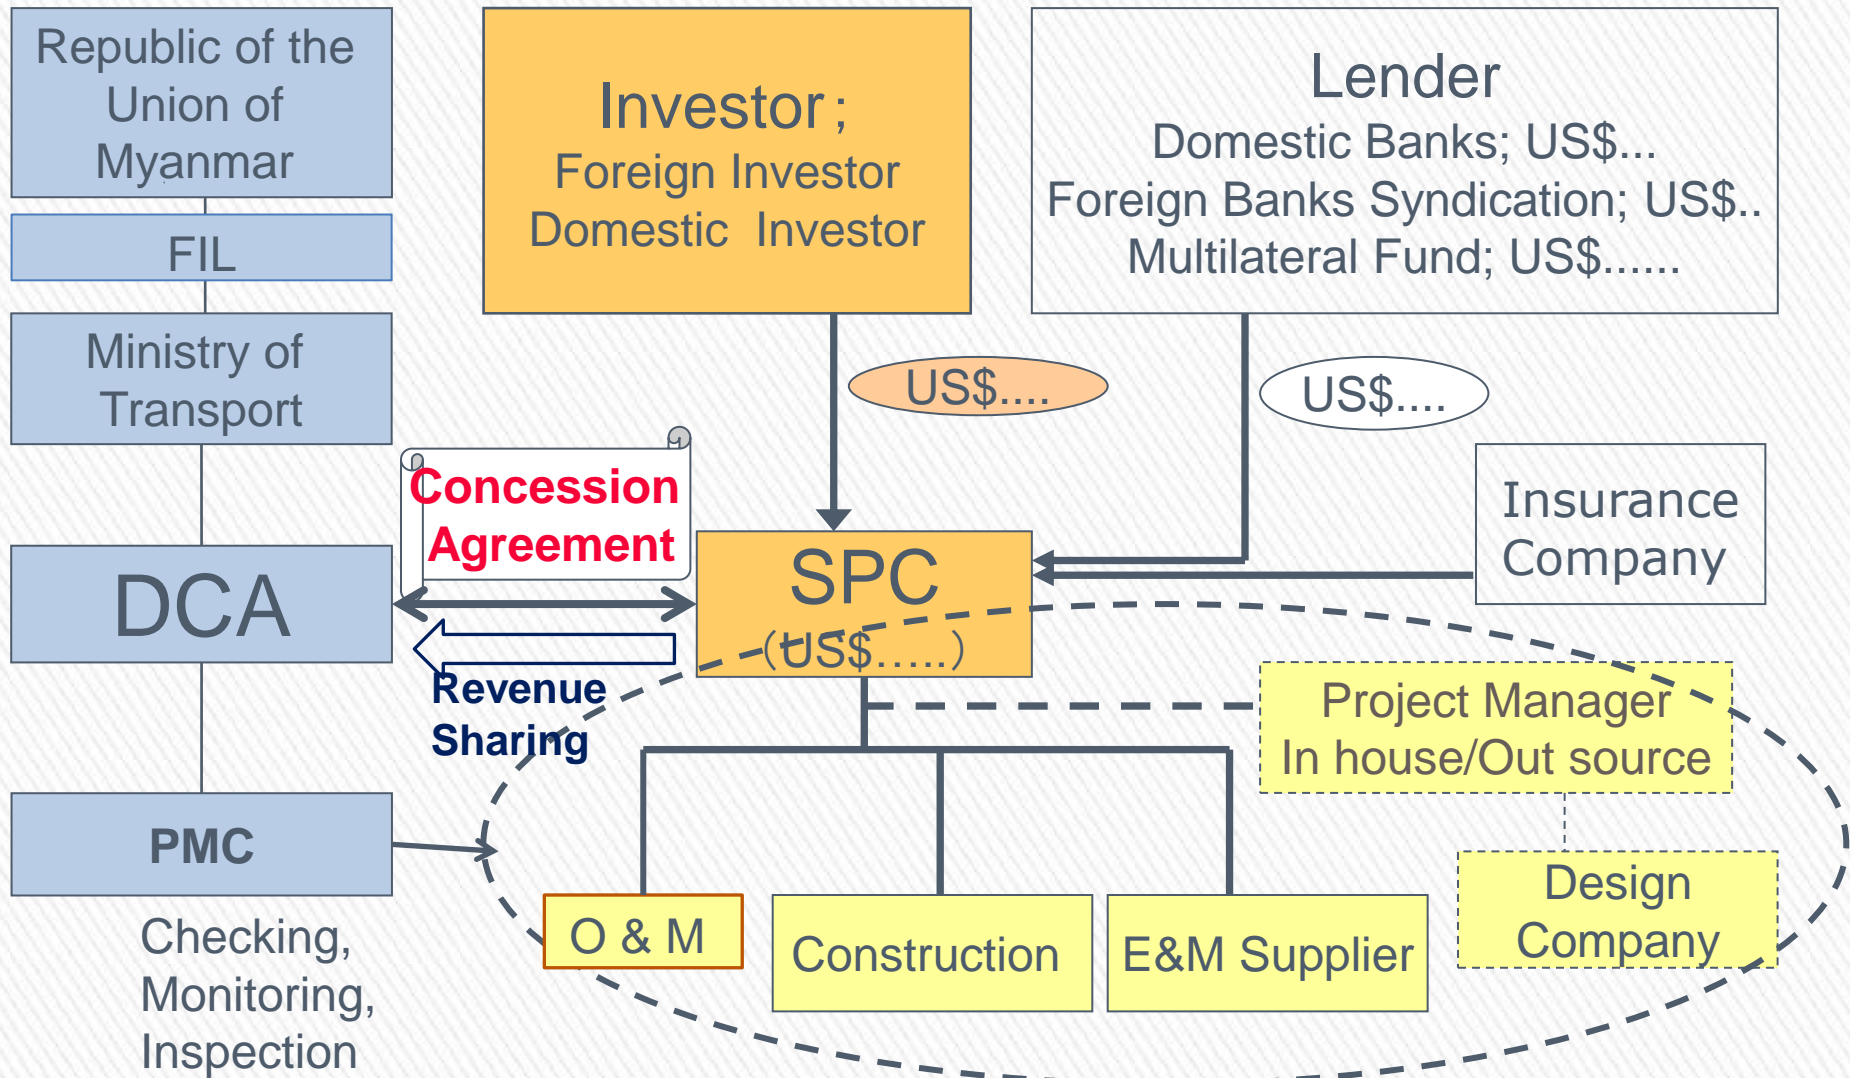 Republic of the
Union of
Myanmar
FIL
Ministry of
Transport
DCA
PMC
Checking,
Monitoring,
Inspection
Investor;
Foreign Investor
Domestic Investor
US$....
Lender
Domestic Banks; US$...
Foreign Banks Syndication; US$..
Multilateral Fund; US$......
US$....
Insurance
Company
Concession
Agreement
Revenue
Sharing
SPC
(US$…..)
Project Manager
In house/Out source
Design
Company
O & M
Construction
E&M Supplier